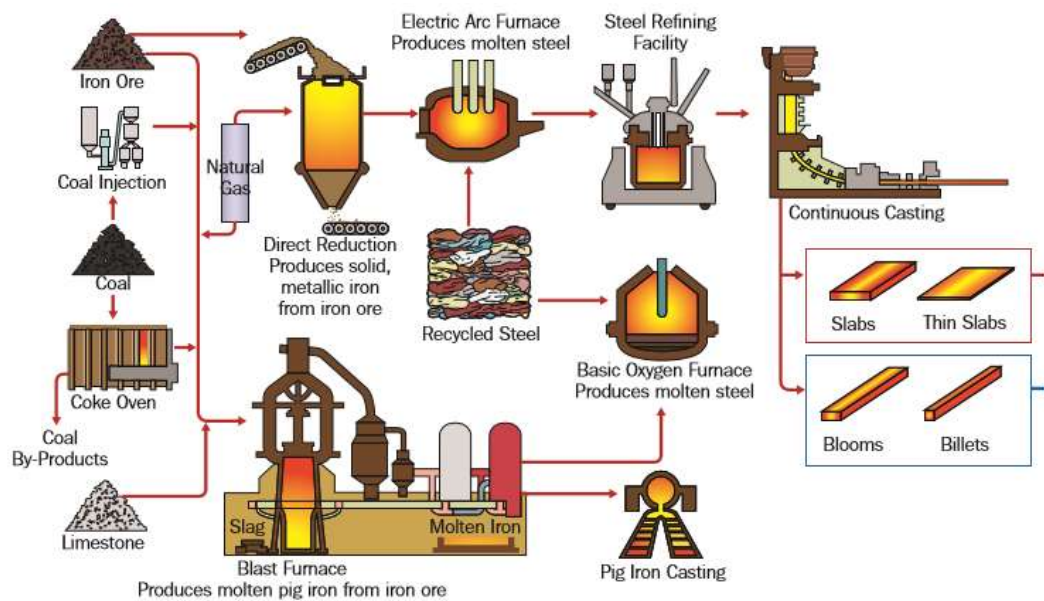 Electric Arc Furnace
Produces molten steel
Steel Refining
Facility
Iron Ore
Coal Injection
Natural
Gas
Continuous Casting
Direct Reduction
Produces solid,
metallic iron
from iron ore
Coal
Recycled Steel
Slabs
Thin Slabs
Basic Oxygen Furnace
Produces molten steel
Coke Oven
Blooms
Billets
Coal
By-Products
Slag
Molten Iron
Limestone
Blast Furnace
Produces molten pig iron from iron ore
Pig Iron Casting